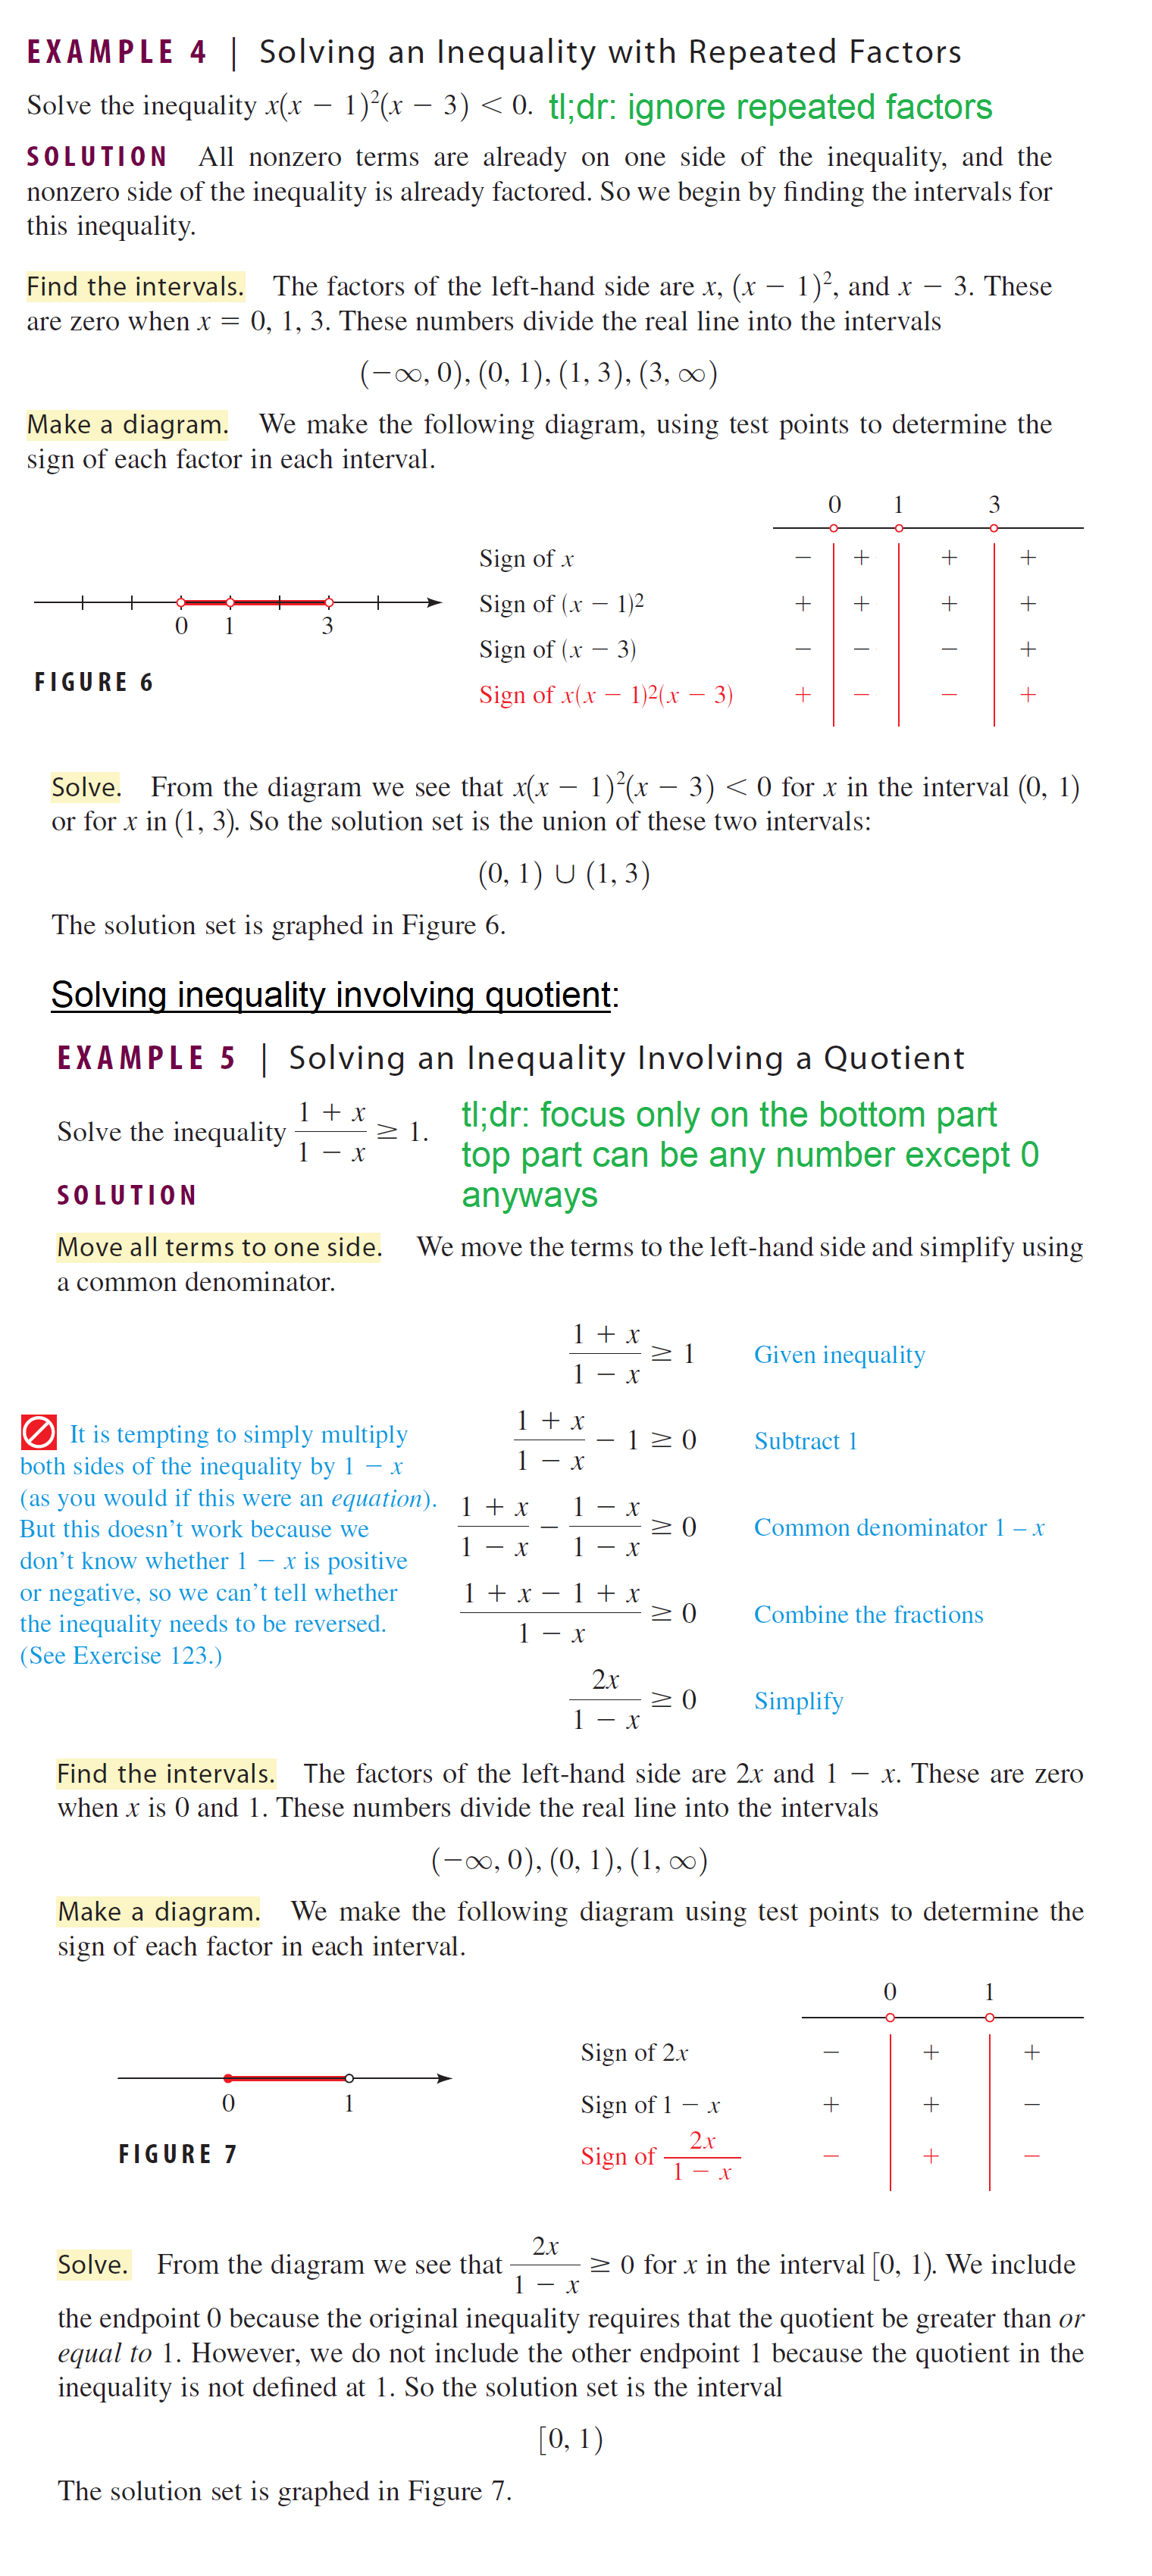 EXAMPLE 4 | Solving an Inequality with Repeated Factors
Solve the inequality x(x − 1)²(x − 3) < 0. tl;dr: ignore repeated factors
SOLUTION All nonzero terms are already on one side of the inequality, and the
nonzero side of the inequality is already factored. So we begin by finding the intervals for
this inequality.
Find the intervals. The factors of the left-hand side are x, (x − 1)², and x − 3. These
are zero when x = 0, 1, 3. These numbers divide the real line into the intervals
(−∞, 0), (0, 1), (1, 3), (3, ∞)
Make a diagram. We make the following diagram, using test points to determine the
sign of each factor in each interval.
0 1 3
Sign of x − + + +
Sign of (x − 1)2 + + + +
Sign of (x − 3) − − − +
Sign of x(x − 1)2(x − 3) + − − +
0 1 3
FIGURE 6
Solve. From the diagram we see that x(x − 1)²(x − 3) < 0 for x in the interval (0, 1)
or for x in (1, 3). So the solution set is the union of these two intervals:
(0, 1) ∪ (1, 3)
The solution set is graphed in Figure 6.
Solving inequality involving quotient:
EXAMPLE 5 | Solving an Inequality Involving a Quotient
Solve the inequality (1 + x)/(1 − x) ≥ 1.
tl;dr: focus only on the bottom part
top part can be any number except 0
anyways
SOLUTION
Move all terms to one side. We move the terms to the left-hand side and simplify using
a common denominator.
(1 + x)/(1 − x) ≥ 1 Given inequality
(1 + x)/(1 − x) − 1 ≥ 0 Subtract 1
(1 + x)/(1 − x) − (1 − x)/(1 − x) ≥ 0 Common denominator 1 – x
(1 + x − 1 + x)/(1 − x) ≥ 0 Combine the fractions
2x/(1 − x) ≥ 0 Simplify
It is tempting to simply multiply
both sides of the inequality by 1 − x
(as you would if this were an equation).
But this doesn't work because we
don't know whether 1 − x is positive
or negative, so we can't tell whether
the inequality needs to be reversed.
(See Exercise 123.)
Find the intervals. The factors of the left-hand side are 2x and 1 − x. These are zero
when x is 0 and 1. These numbers divide the real line into the intervals
(−∞, 0), (0, 1), (1, ∞)
Make a diagram. We make the following diagram using test points to determine the
sign of each factor in each interval.
0 1
Sign of 2x − + +
Sign of 1 − x + + −
Sign of 2x/(1 − x) − + −
0 1
FIGURE 7
Solve. From the diagram we see that 2x/(1 − x) ≥ 0 for x in the interval [0, 1). We include
the endpoint 0 because the original inequality requires that the quotient be greater than or
equal to 1. However, we do not include the other endpoint 1 because the quotient in the
inequality is not defined at 1. So the solution set is the interval
[0, 1)
The solution set is graphed in Figure 7.